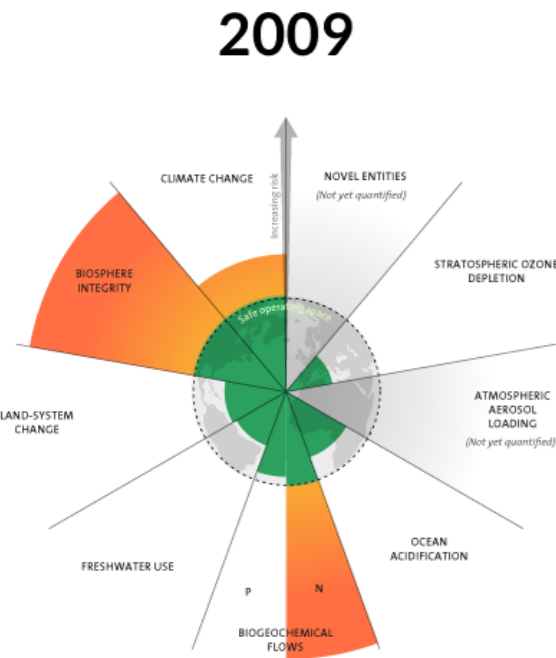 2009
CLIMATE CHANGE
Increasing risk
NOVEL ENTITIES
(Not yet quantified)
STRATOSPHERIC OZONE
DEPLETION
BIOSPHERE
INTEGRITY
Safe operating space
LAND-SYSTEM
CHANGE
ATMOSPHERIC
AEROSOL
LOADING
(Not yet quantified)
FRESHWATER USE
OCEAN
ACIDIFICATION
P
N
BIOGEOCHEMICAL
FLOWS